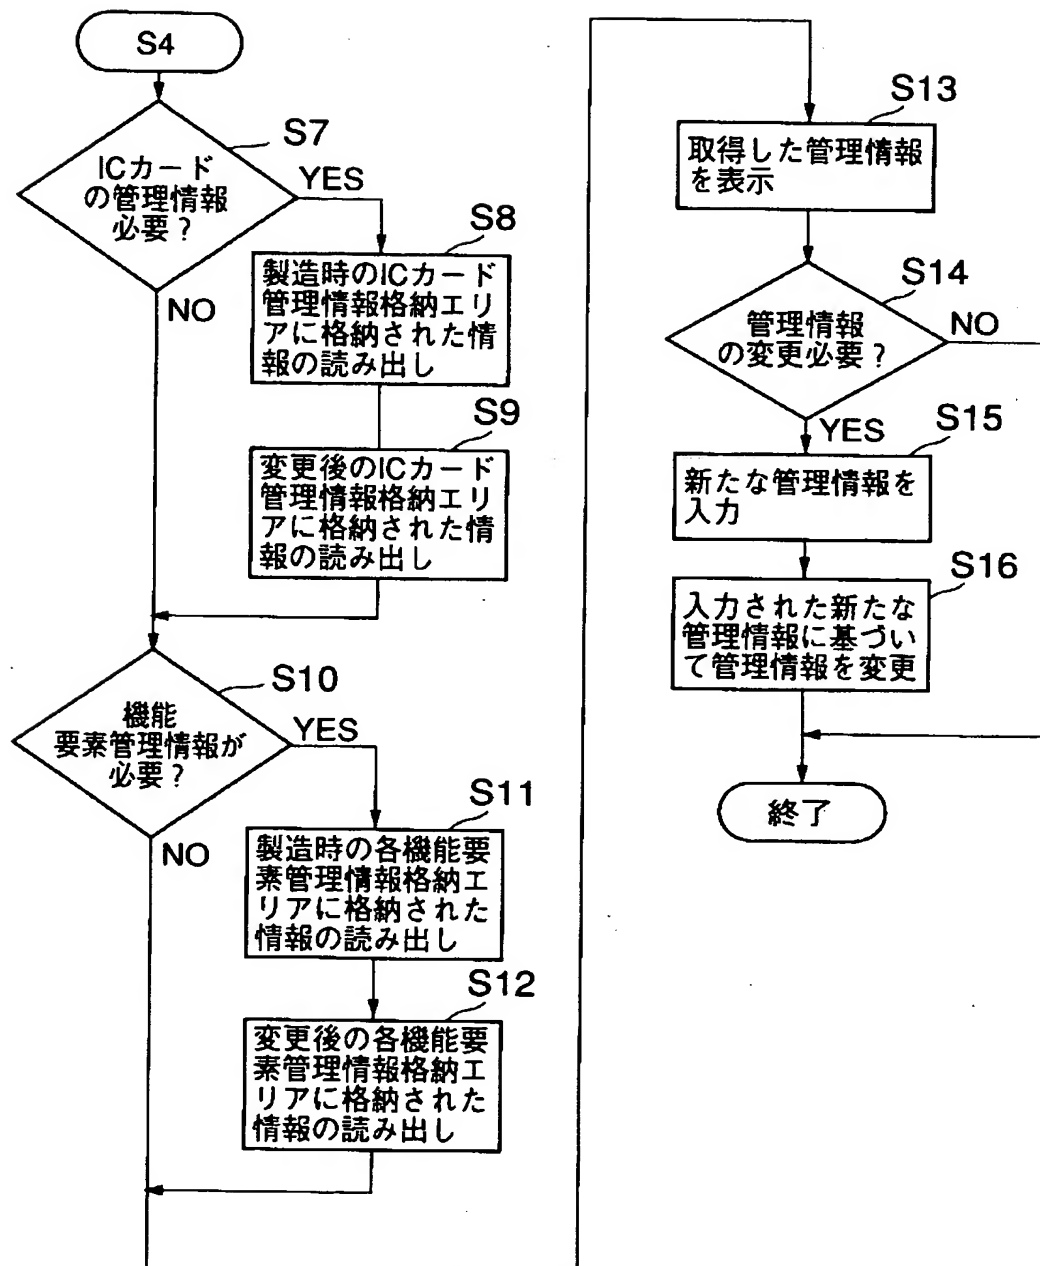 S4
S7
ICカード
の管理情報
必要？
YES
NO
S8
製造時のICカード
管理情報格納エリ
アに格納された情
報の読み出し
S9
変更後のICカード
管理情報格納エリ
アに格納された情
報の読み出し
S10
機能
要素管理情報が
必要？
YES
NO
S11
製造時の各機能要
素管理情報格納エ
リアに格納された
情報の読み出し
S12
変更後の各機能要
素管理情報格納エ
リアに格納された
情報の読み出し
S13
取得した管理情報
を表示
S14
管理情報
の変更必要？
NO
YES
S15
新たな管理情報を
入力
S16
入力された新たな
管理情報に基づい
て管理情報を変更
終了